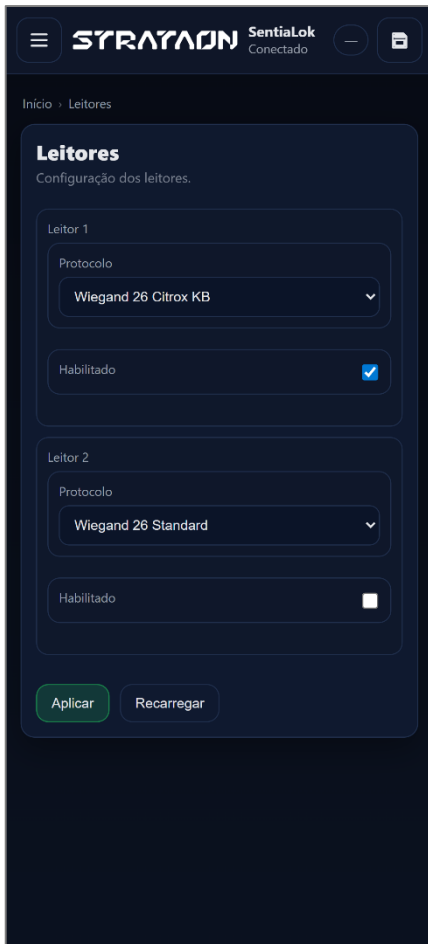 STRATAON
SentiaLok
Conectado
—
Início › Leitores
Leitores
Configuração dos leitores.
Leitor 1
Protocolo
Wiegand 26 Citrox KB
Habilitado
Leitor 2
Protocolo
Wiegand 26 Standard
Habilitado
Aplicar
Recarregar